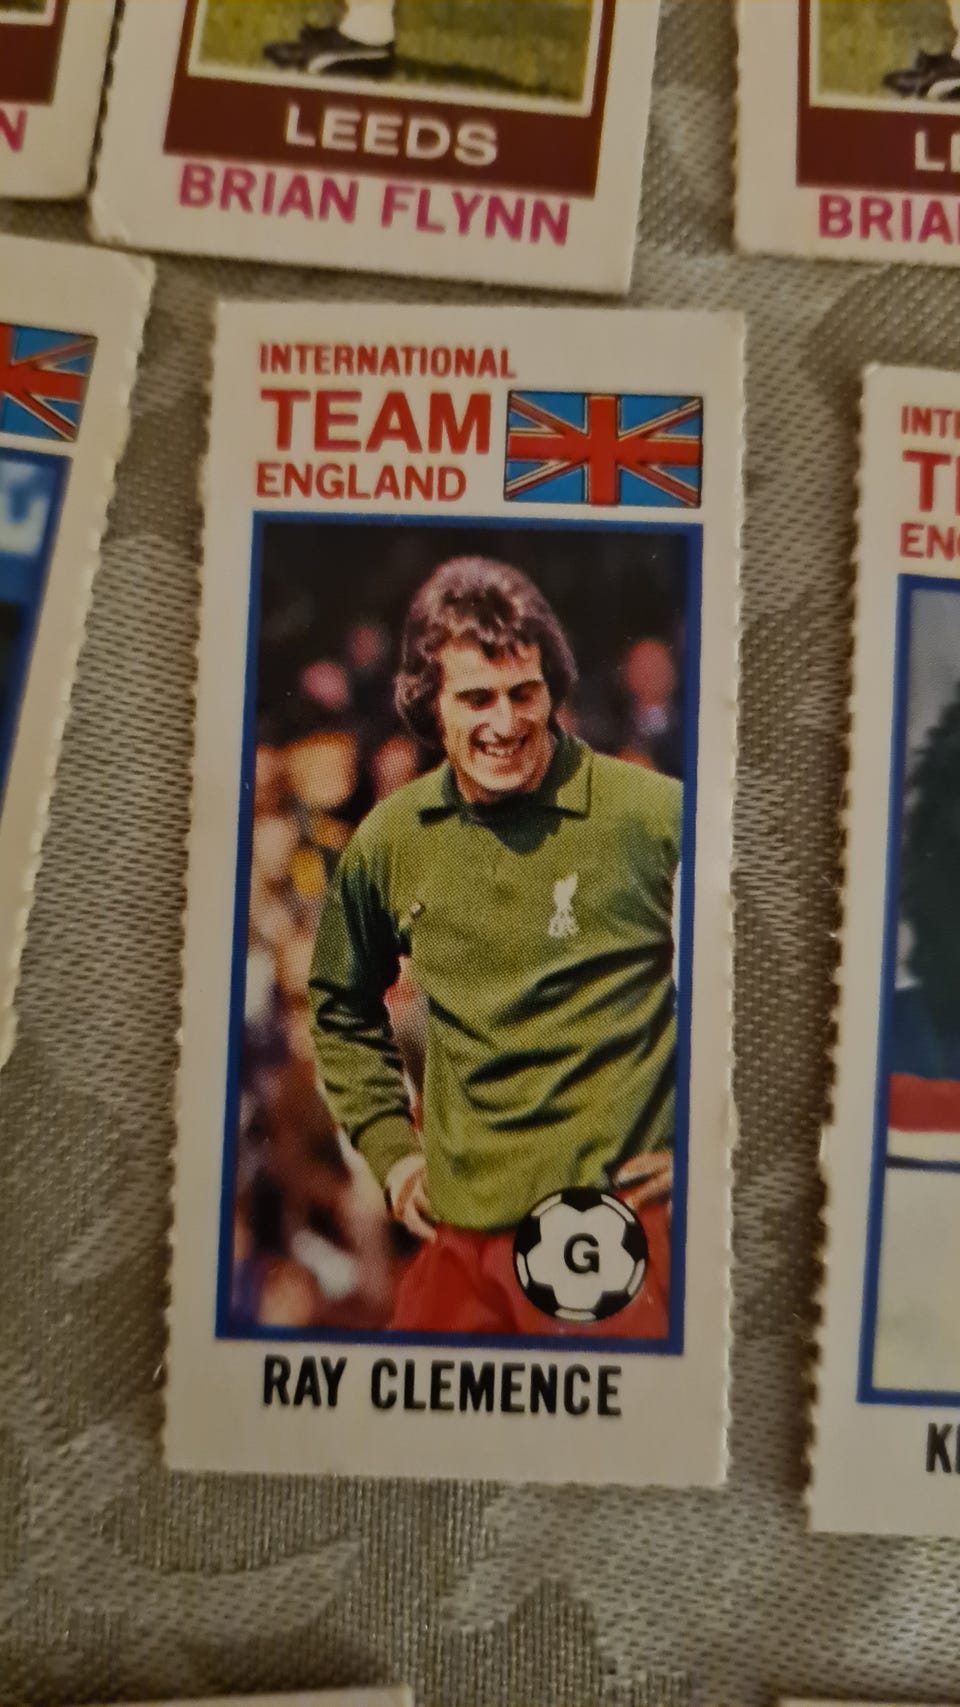 N
LEEDS
BRIAN FLYNN
INTERNATIONAL
TEAM
ENGLAND
G
RAY CLEMENCE